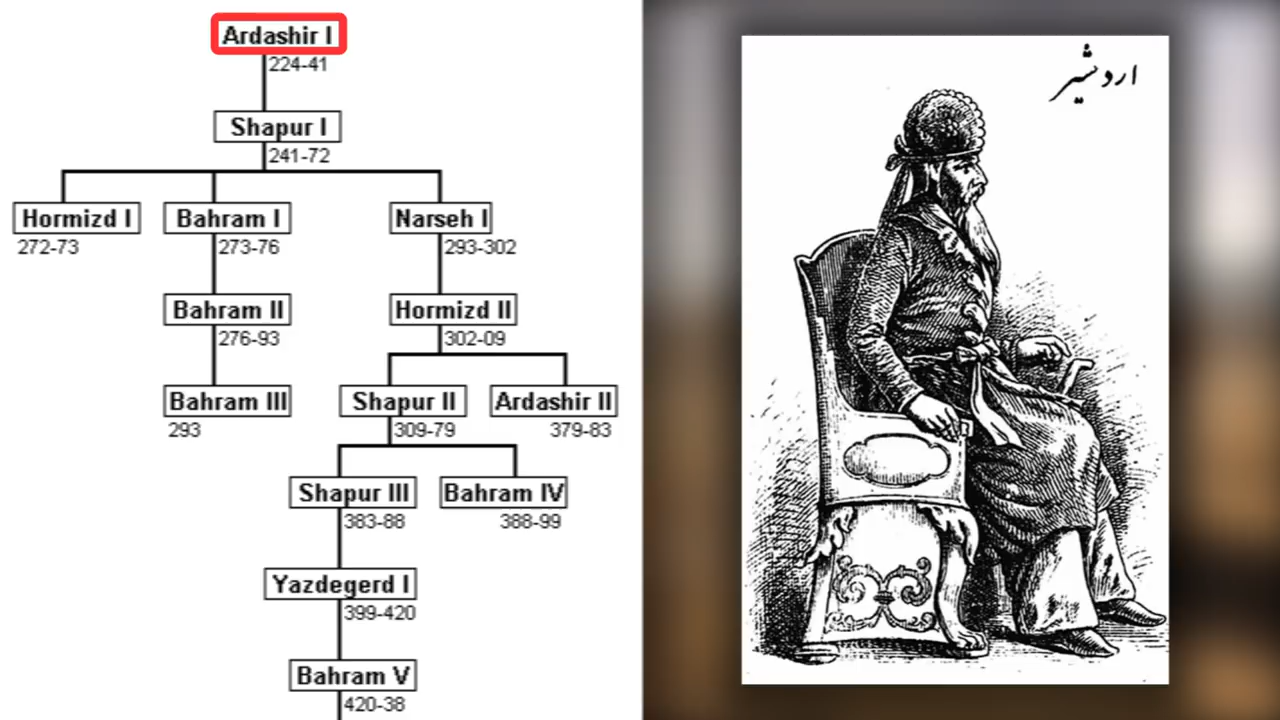 Ardashir I
224-41
Shapur I
241-72
Hormizd I
Bahram I
Narseh I
272-73
273-76
293-302
Bahram II
Hormizd II
276-93
302-09
Bahram III
Shapur II
Ardashir II
293
309-79
379-83
Shapur III
Bahram IV
383-88
388-99
Yazdegerd I
399-420
Bahram V
420-38
اردشیر